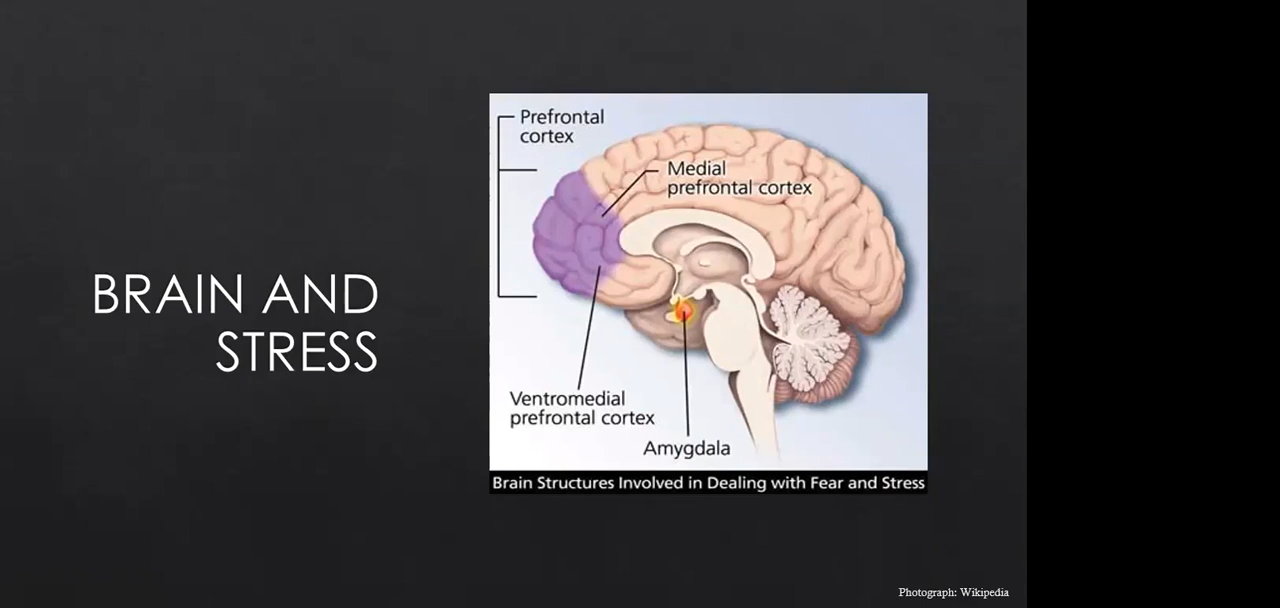 BRAIN AND
STRESS
Prefrontal
cortex
Medial
prefrontal cortex
Ventromedial
prefrontal cortex
Amygdala
Brain Structures Involved in Dealing with Fear and Stress
Photograph: Wikipedia